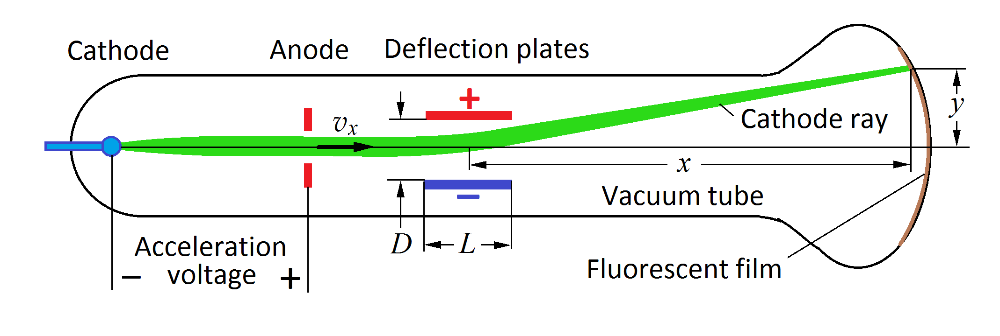 Cathode
Anode
Deflection plates
+
vx
y
Cathode ray
x
−
Vacuum tube
D
L
Acceleration
− voltage +
Fluorescent film